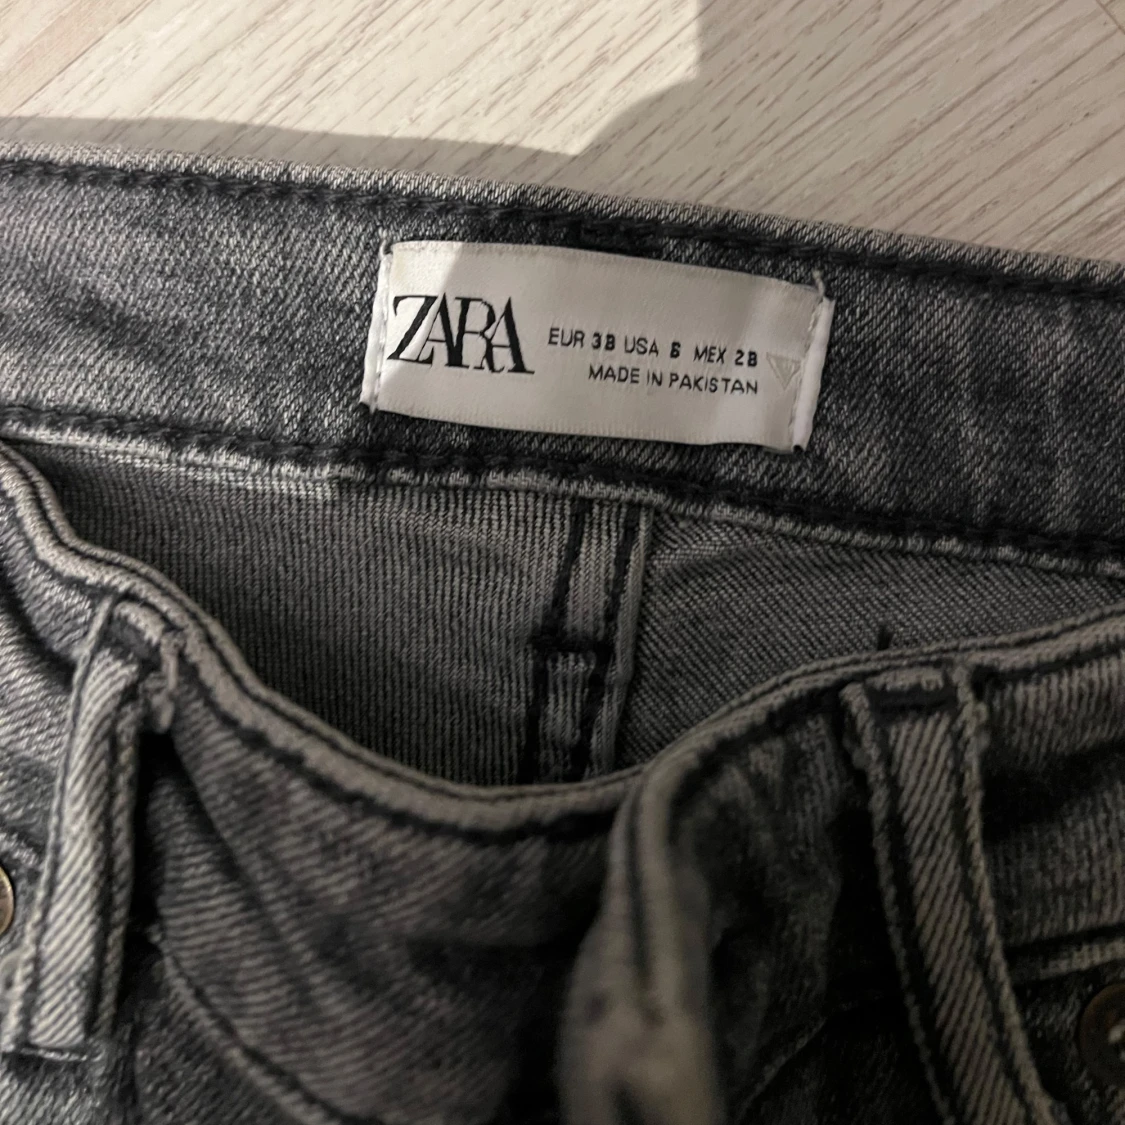 ZARA
EUR 38 USA 6 MEX 28
MADE IN PAKISTAN